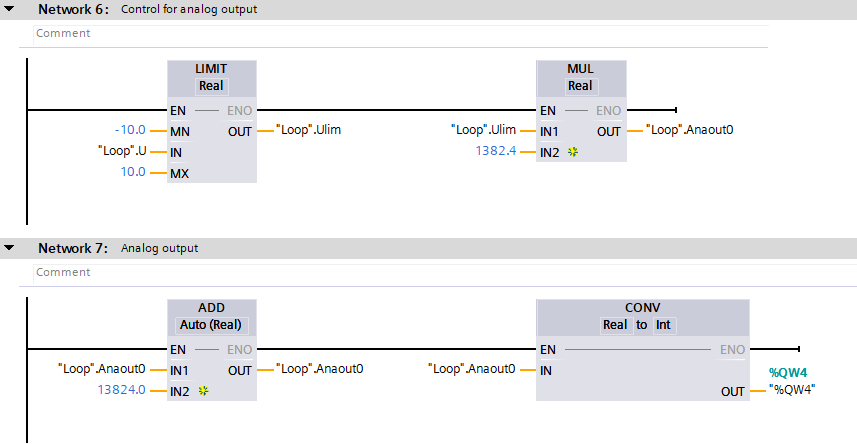 Network 6: Control for analog output
Comment
LIMIT MUL
Real Real
EN ENO EN ENO
-10.0 MN OUT "Loop".Ulim "Loop".Ulim IN1 OUT "Loop".Anaout0
"Loop".U IN 1382.4 IN2
10.0 MX
Network 7: Analog output
Comment
ADD CONV
Auto (Real) Real to Int
EN ENO EN ENO
"Loop".Anaout0 IN1 OUT "Loop".Anaout0 "Loop".Anaout0 IN %QW4
13824.0 IN2 OUT "%QW4"